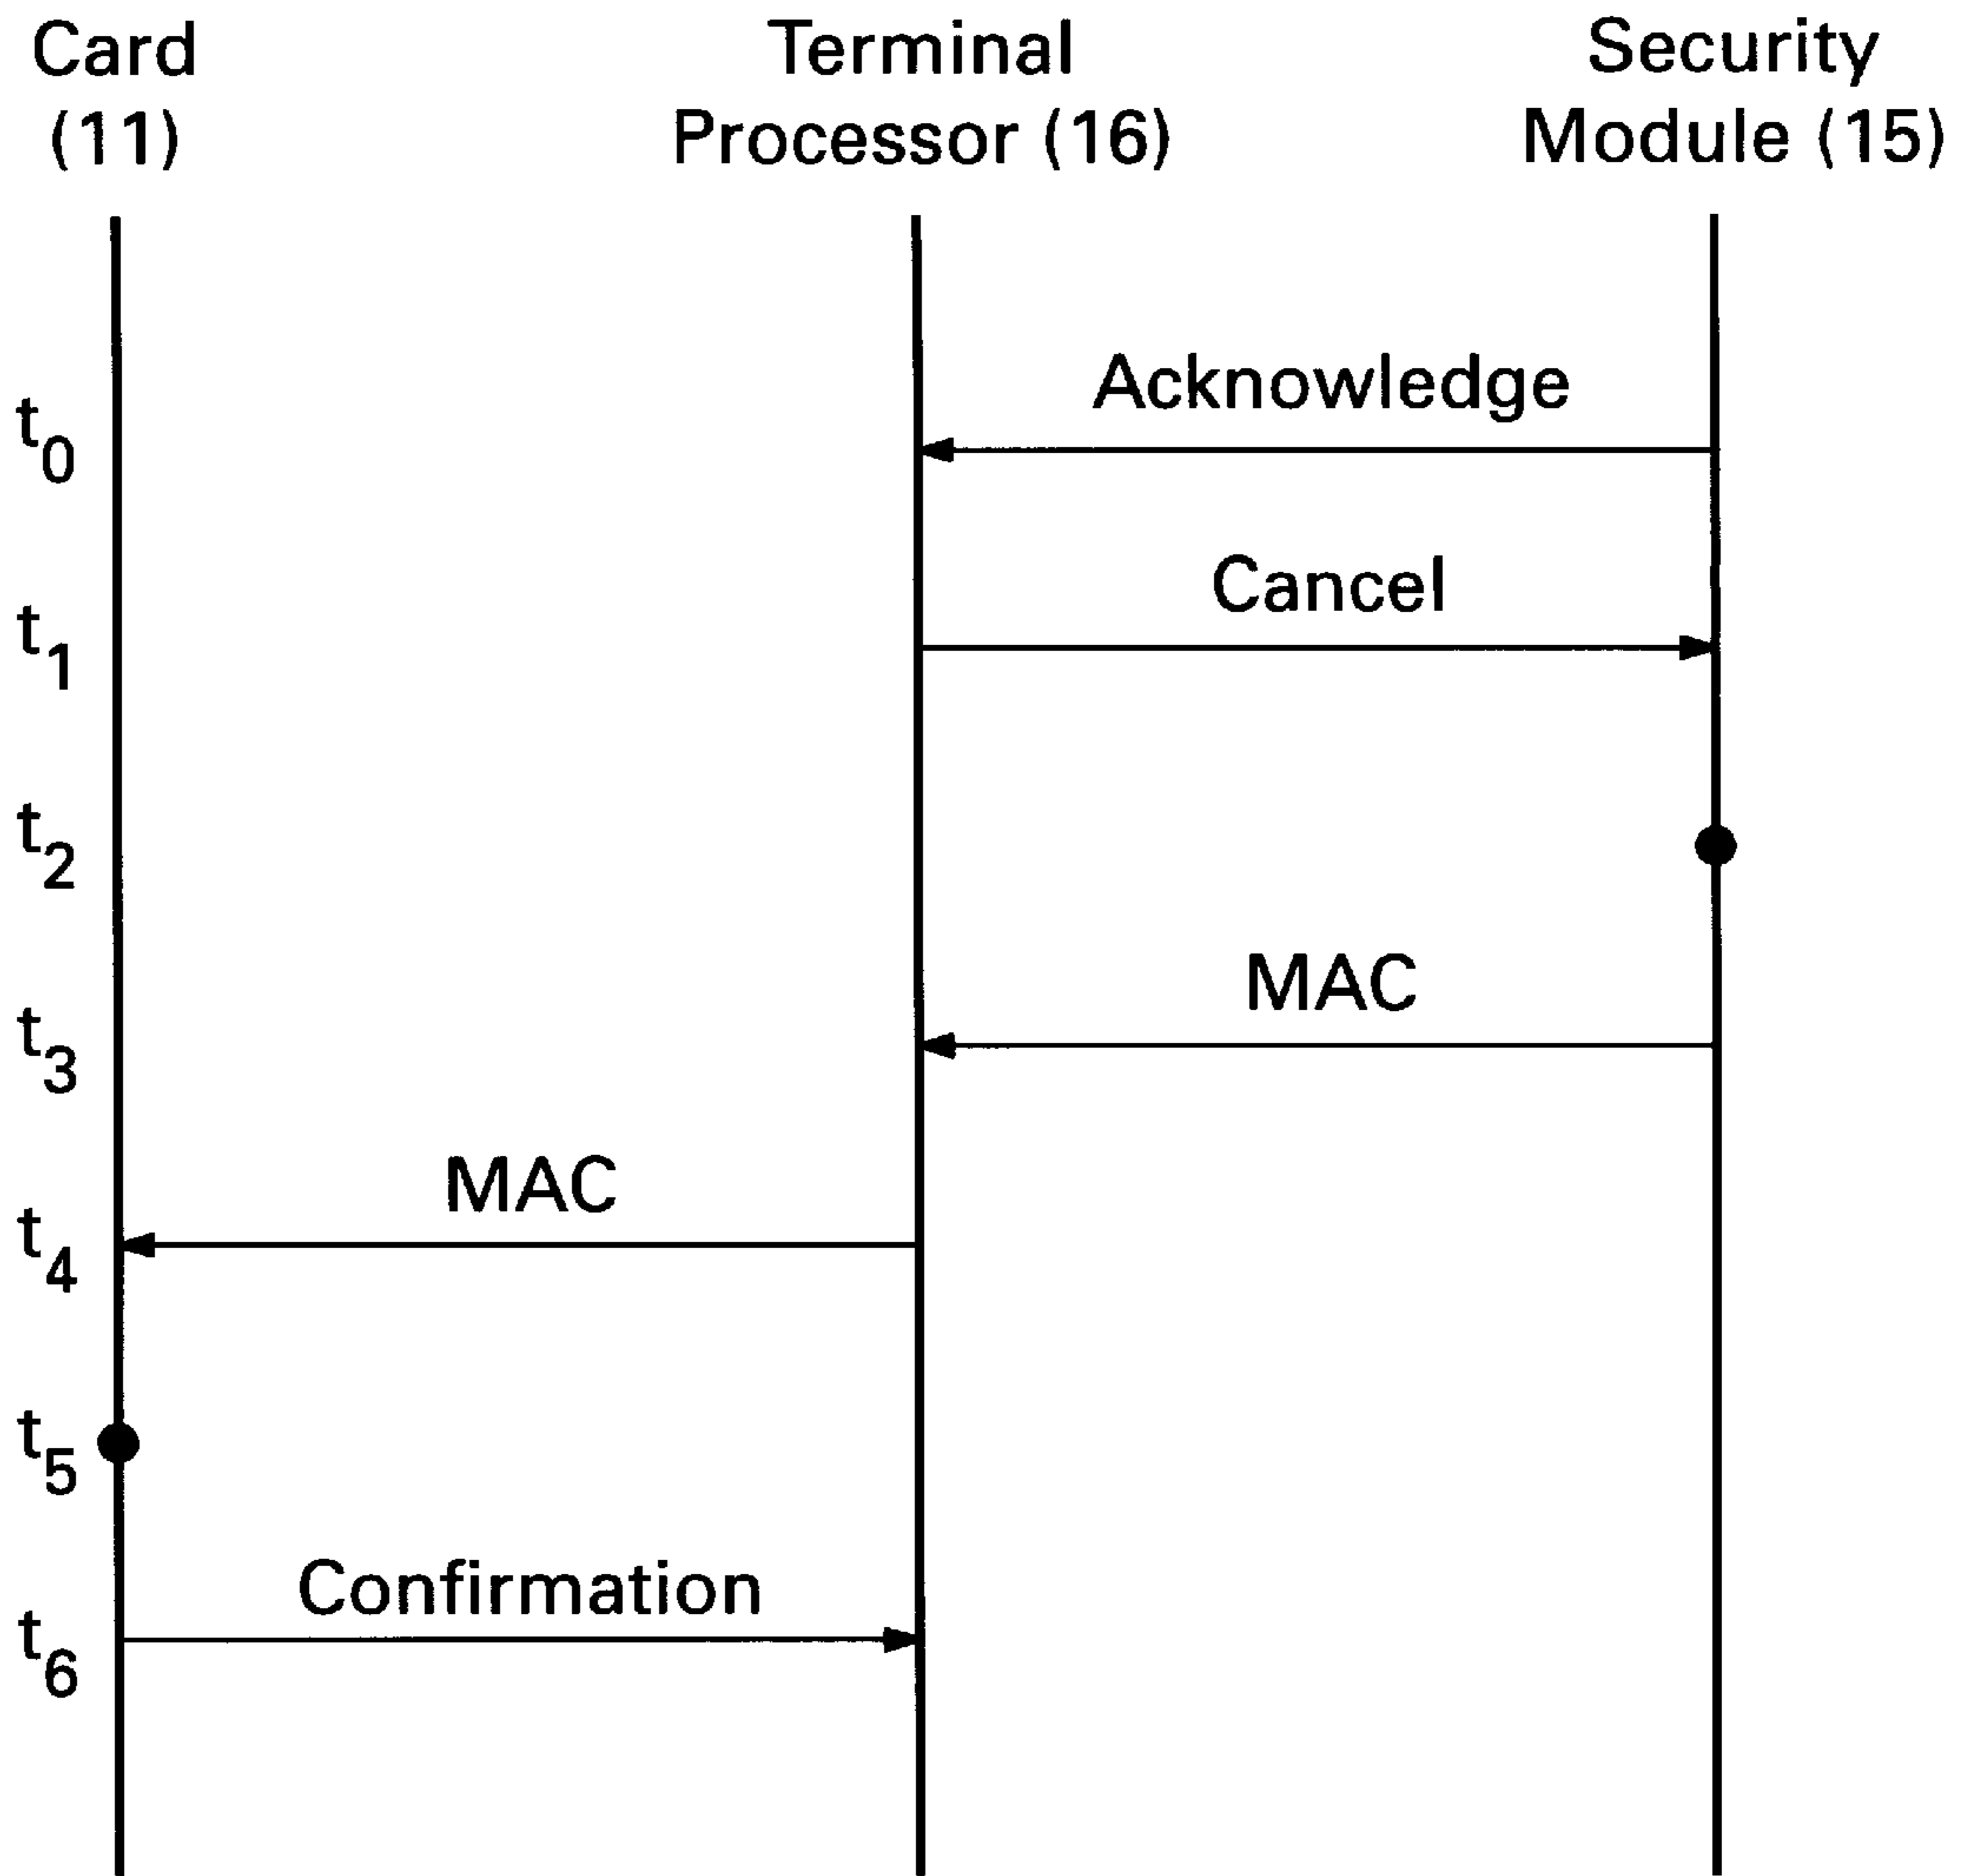 Card
(11)
Terminal
Processor (16)
Security
Module (15)
t0
Acknowledge
t1
Cancel
t2
t3
MAC
t4
MAC
t5
t6
Confirmation